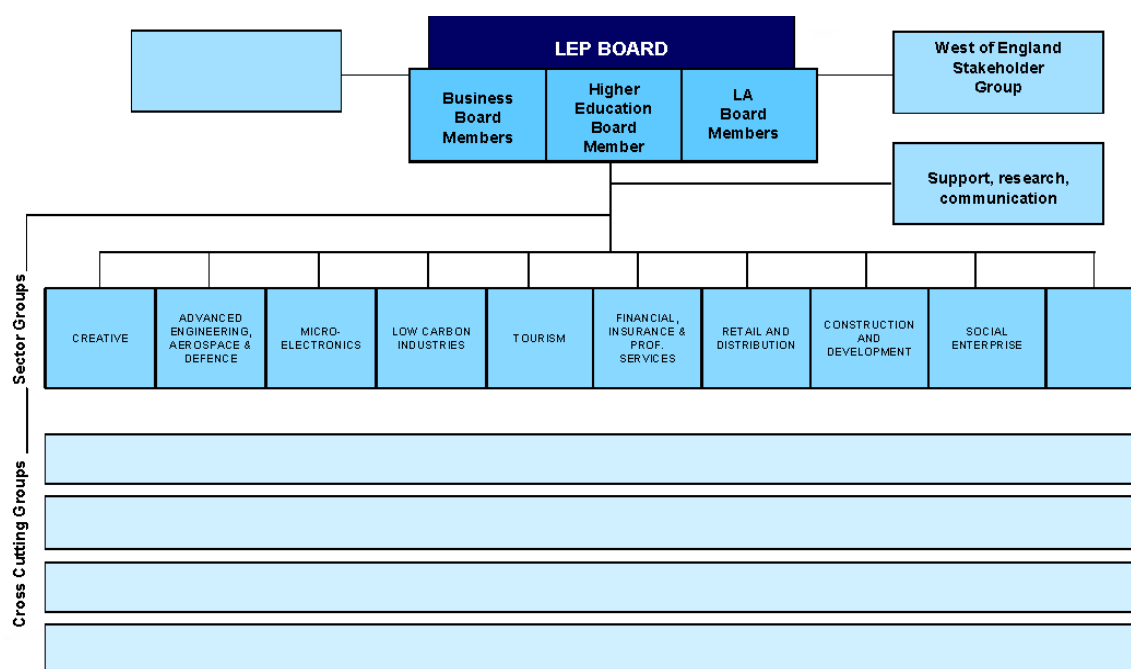 LEP BOARD
Business
Board
Members
Higher
Education
Board
Member
LA
Board
Members
West of England
Stakeholder
Group
Support, research,
communication
Sector Groups
CREATIVE
ADVANCED
ENGINEERING,
AEROSPACE &
DEFENCE
MICRO-
ELECTRONICS
LOW CARBON
INDUSTRIES
TOURISM
FINANCIAL,
INSURANCE &
PROF.
SERVICES
RETAIL AND
DISTRIBUTION
CONSTRUCTION
AND
DEVELOPMENT
SOCIAL
ENTERPRISE
Cross Cutting Groups